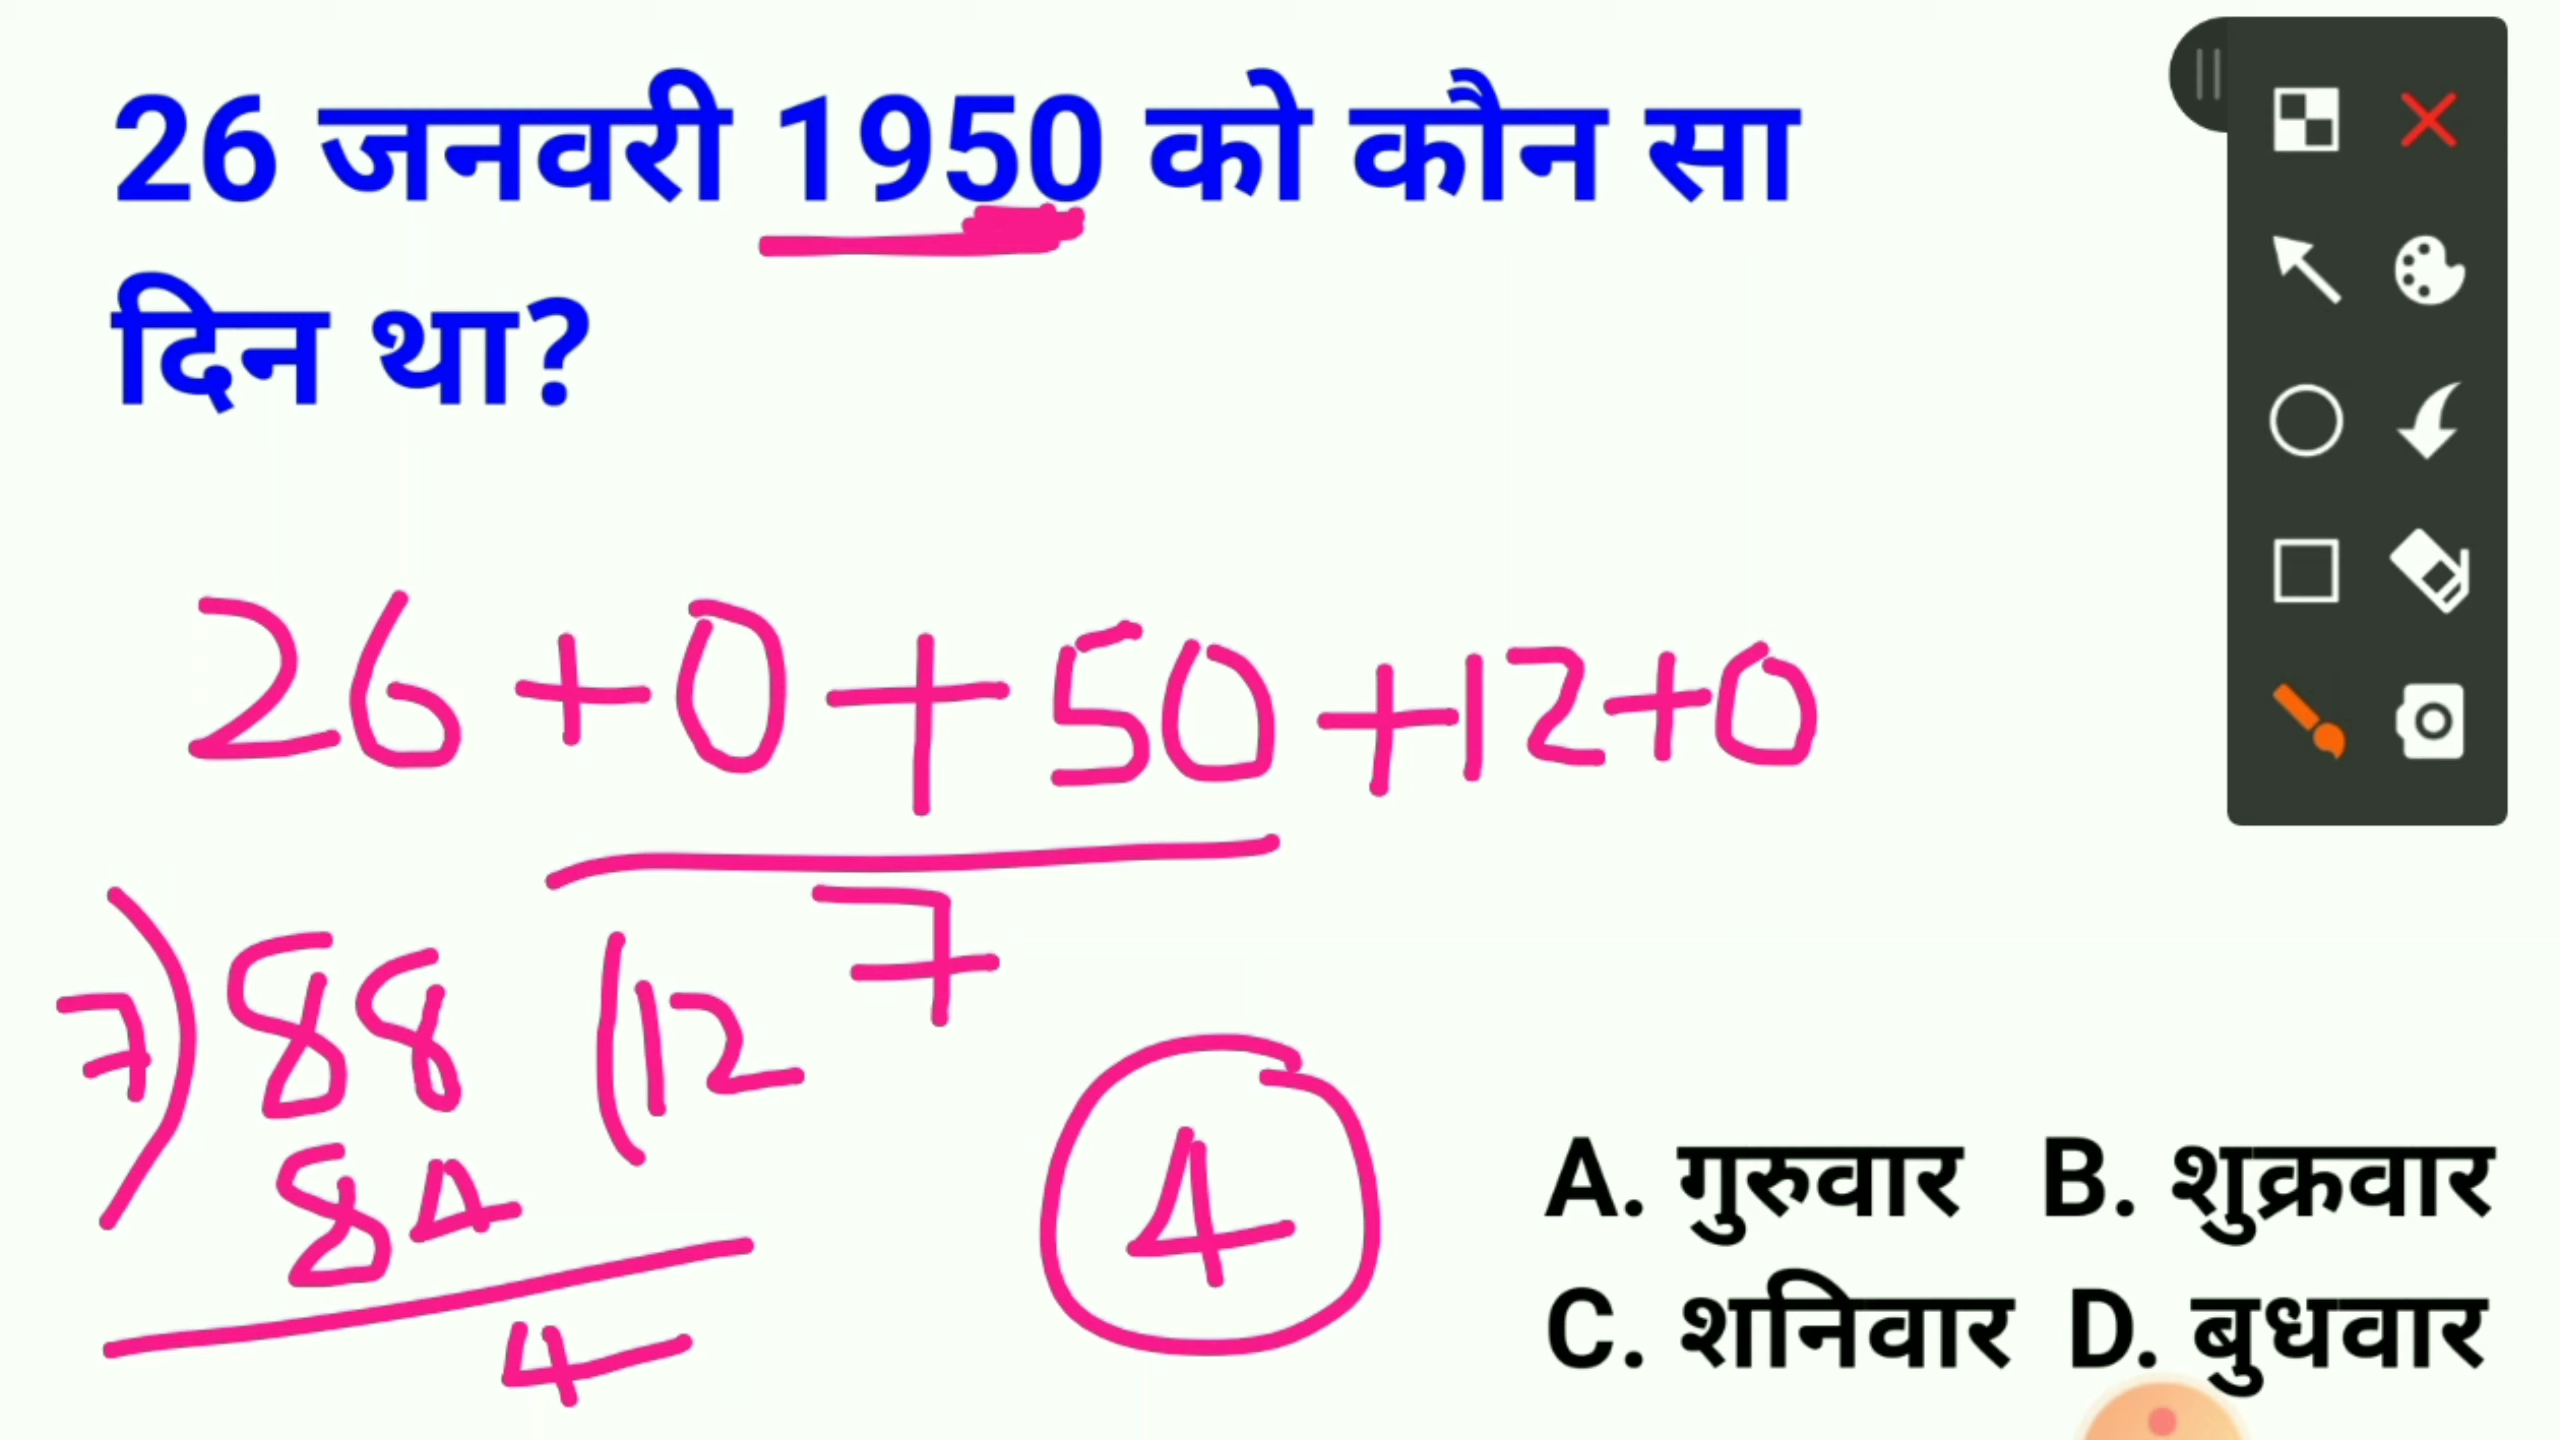 26 जनवरी 1950 को कौन सा
दिन था?
26+0+50+12+0
7
7)88(12
84
4
4
A. गुरुवार B. शुक्रवार
C. शनिवार D. बुधवार